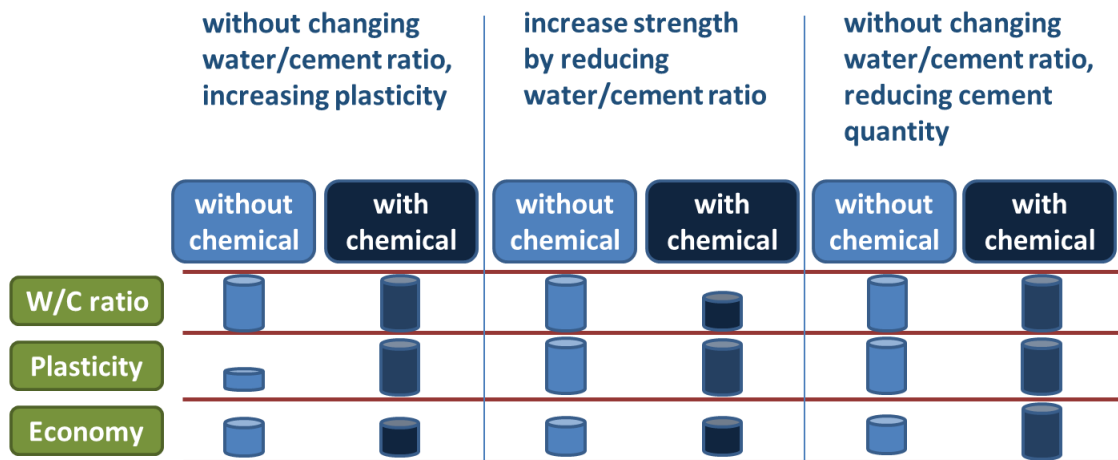 without changing
water/cement ratio,
increasing plasticity
increase strength
by reducing
water/cement ratio
without changing
water/cement ratio,
reducing cement
quantity
without
chemical
with
chemical
without
chemical
with
chemical
without
chemical
with
chemical
W/C ratio
Plasticity
Economy